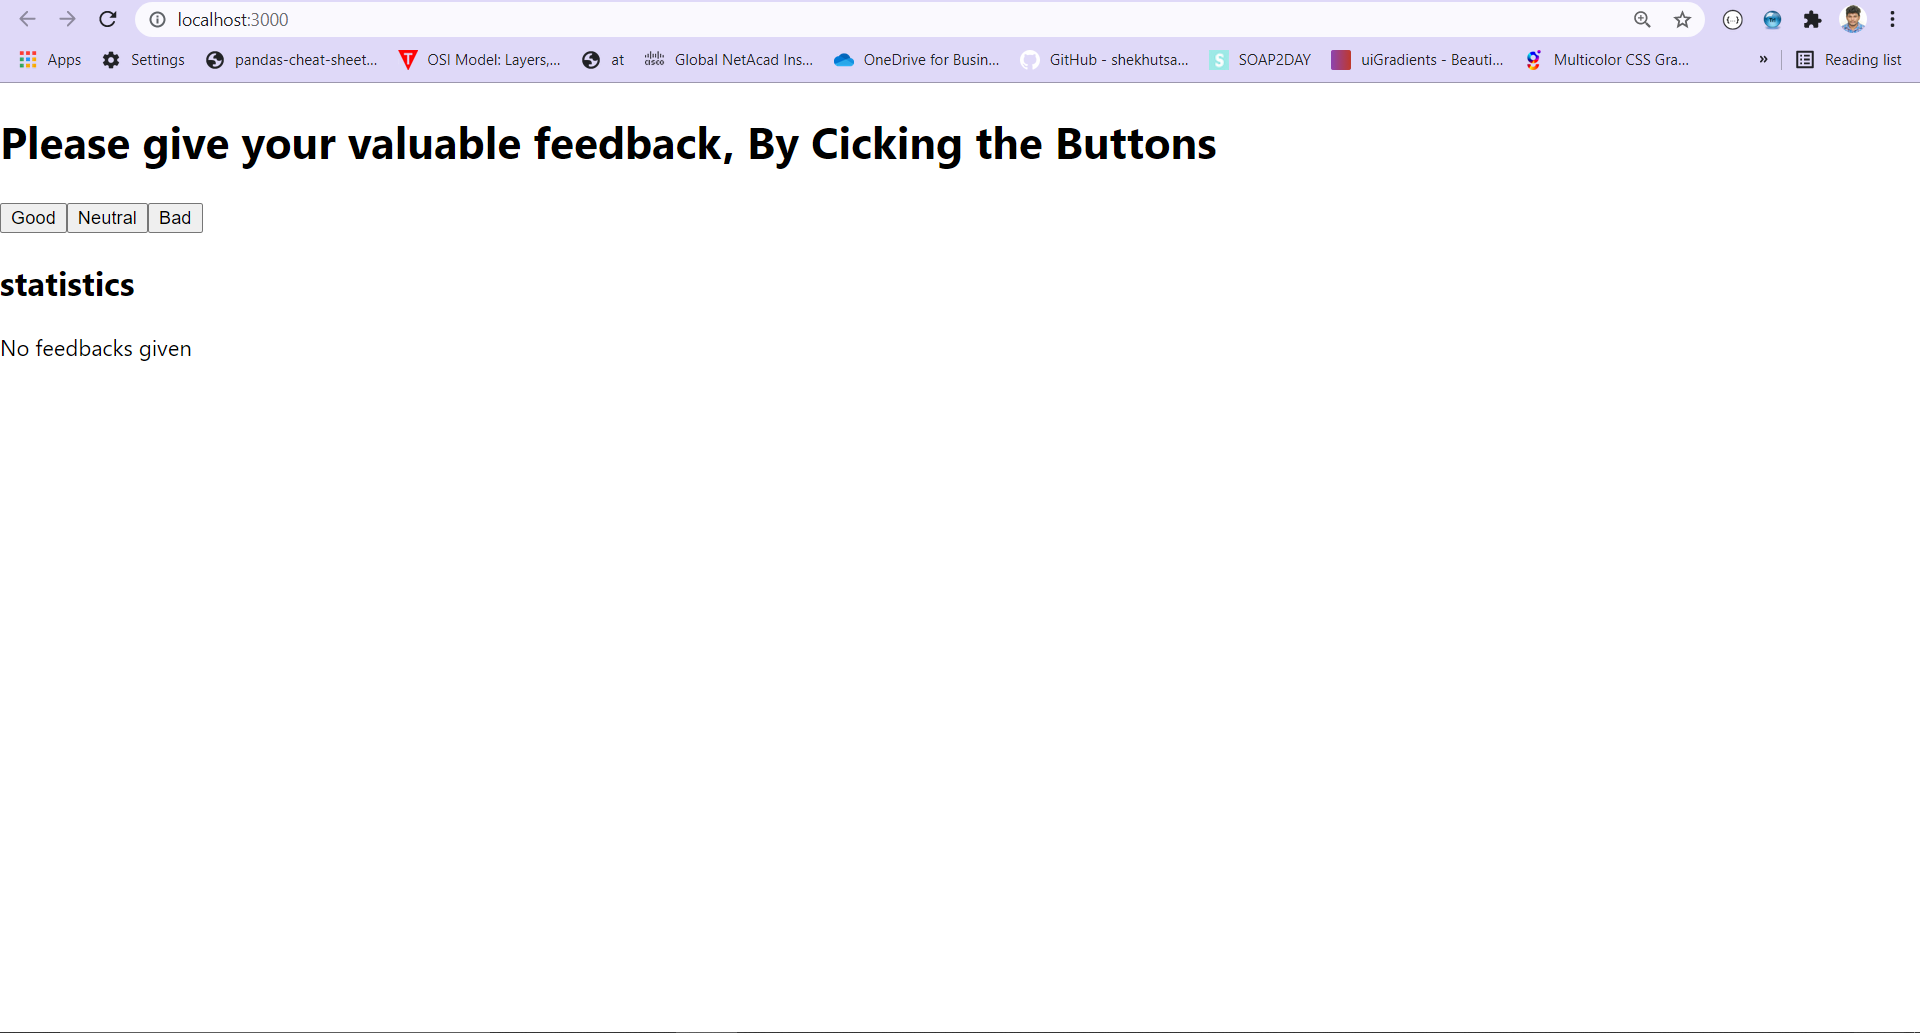 localhost:3000
Apps Settings pandas-cheat-sheet... OSI Model: Layers,... at Global NetAcad Ins... OneDrive for Busin... GitHub - shekhutsa... SOAP2DAY uiGradients - Beauti... Multicolor CSS Gra... » Reading list
Please give your valuable feedback, By Cicking the Buttons
Good Neutral Bad
statistics
No feedbacks given